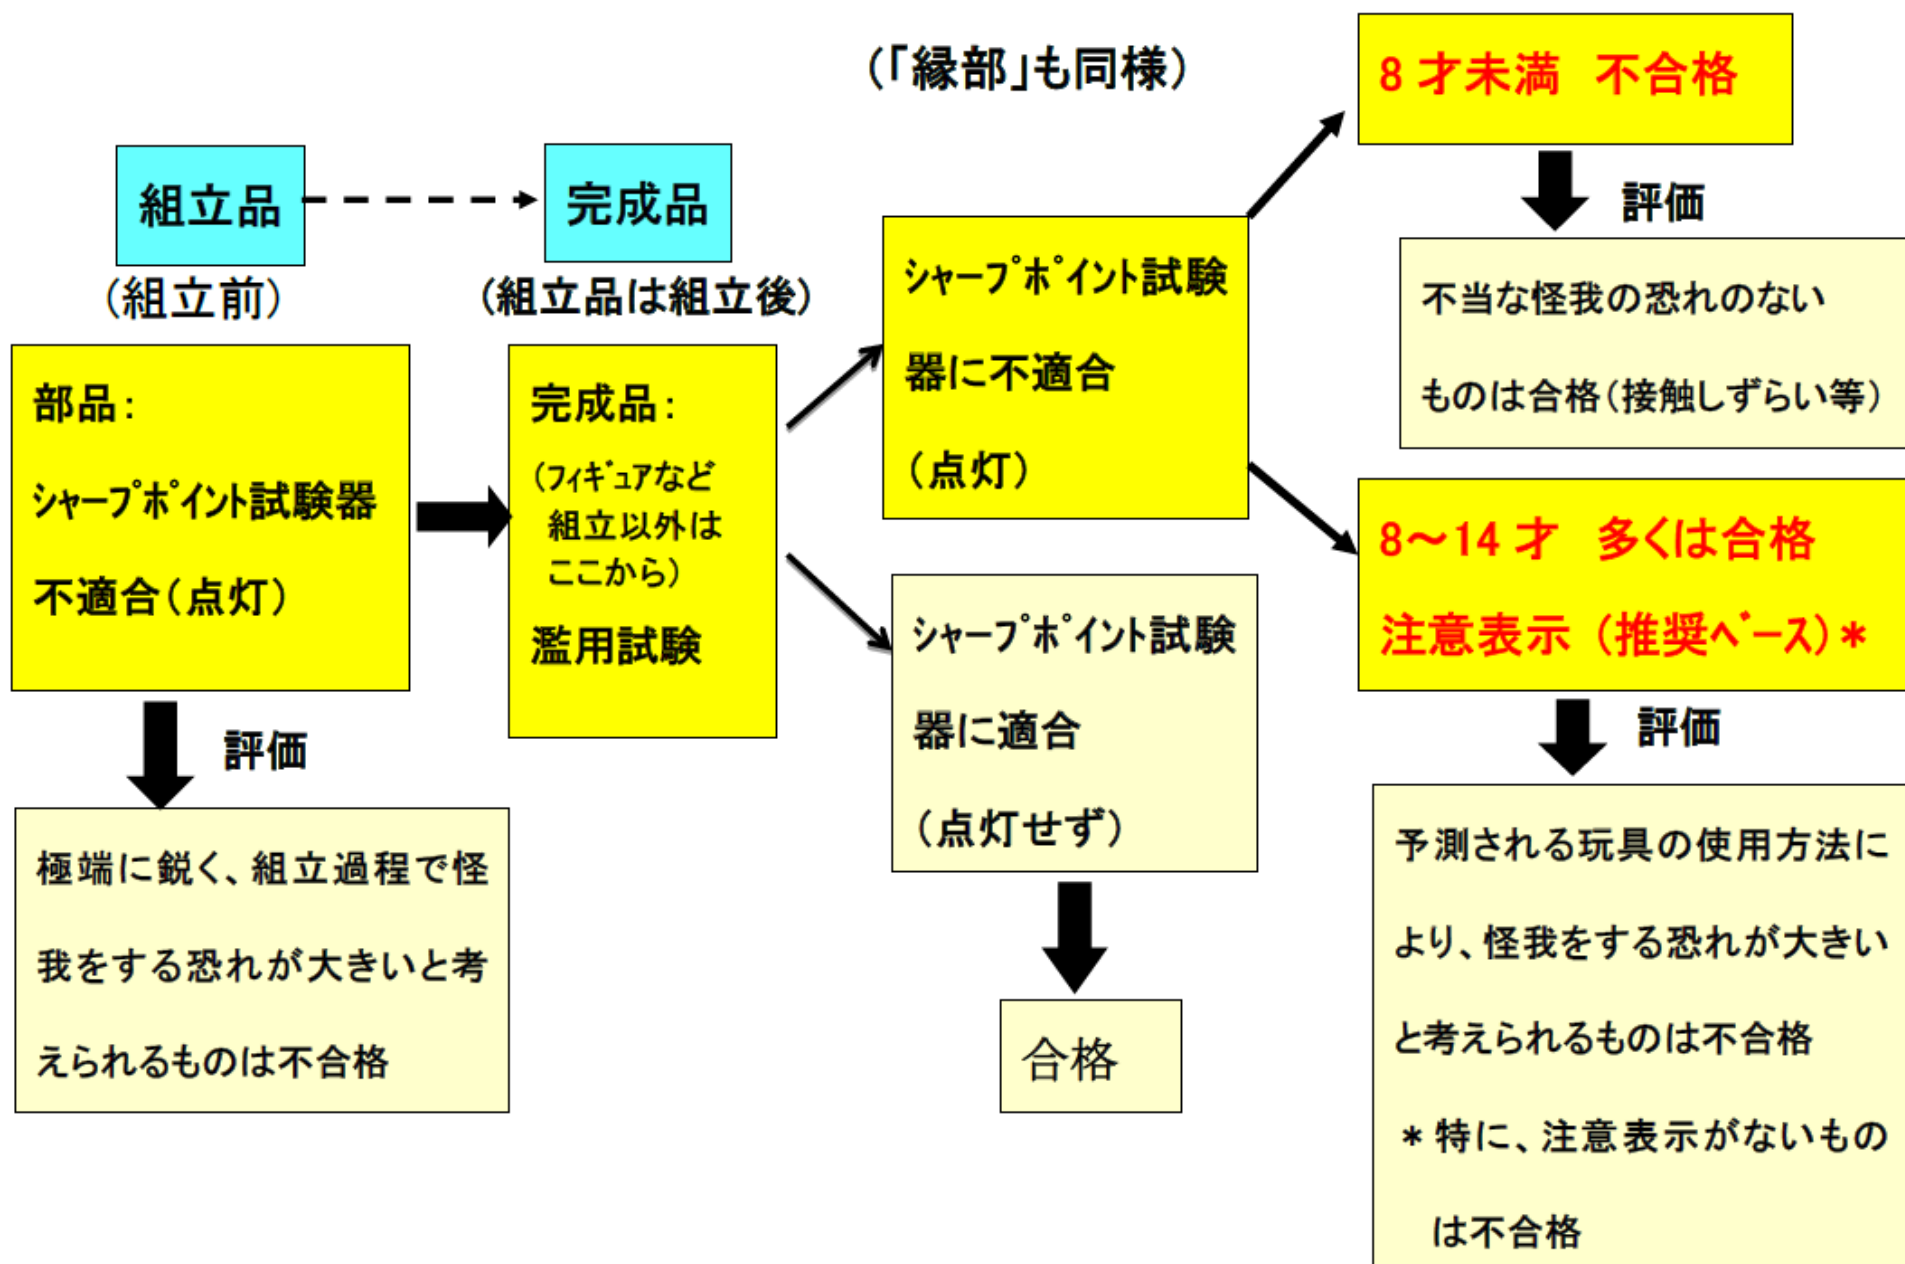 (「縁部」も同様)
組立品
(組立前)
完成品
(組立品は組立後)
部品:
ｼｬｰﾌﾟﾎﾟｲﾝﾄ試験器
不適合(点灯)
評価
極端に鋭く、組立過程で怪
我をする恐れが大きいと考
えられるものは不合格
完成品:
(ﾌｨｷﾞｭｱなど
組立以外は
ここから)
濫用試験
ｼｬｰﾌﾟﾎﾟｲﾝﾄ試験
器に不適合
(点灯)
ｼｬｰﾌﾟﾎﾟｲﾝﾄ試験
器に適合
(点灯せず)
合格
8才未満　不合格
評価
不当な怪我の恐れのない
ものは合格(接触しずらい等)
8～14才　多くは合格
注意表示(推奨ﾍﾞｰｽ)*
評価
予測される玩具の使用方法に
より、怪我をする恐れが大きい
と考えられるものは不合格
*特に、注意表示がないもの
は不合格